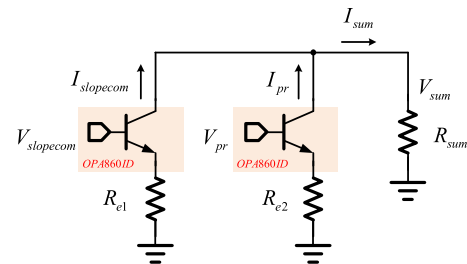 I_sum
I_slopecom
I_pr
V_sum
V_slopecom
V_pr
R_sum
OPA860ID
OPA860ID
R_e1
R_e2